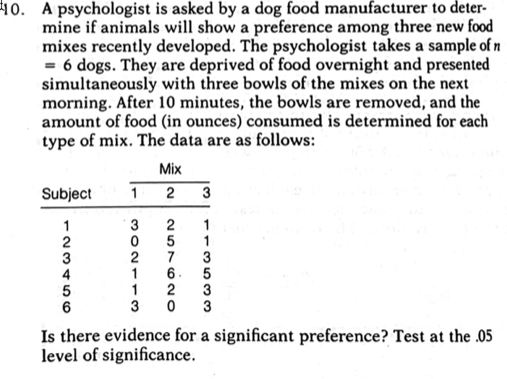 10. A psychologist is asked by a dog food manufacturer to deter-
mine if animals will show a preference among three new food
mixes recently developed. The psychologist takes a sample of n
= 6 dogs. They are deprived of food overnight and presented
simultaneously with three bowls of the mixes on the next
morning. After 10 minutes, the bowls are removed, and the
amount of food (in ounces) consumed is determined for each
type of mix. The data are as follows:
Mix
Subject 1 2 3
1 3 2 1
2 0 5 1
3 2 7 3
4 1 6 5
5 1 2 3
6 3 0 3
Is there evidence for a significant preference? Test at the .05
level of significance.